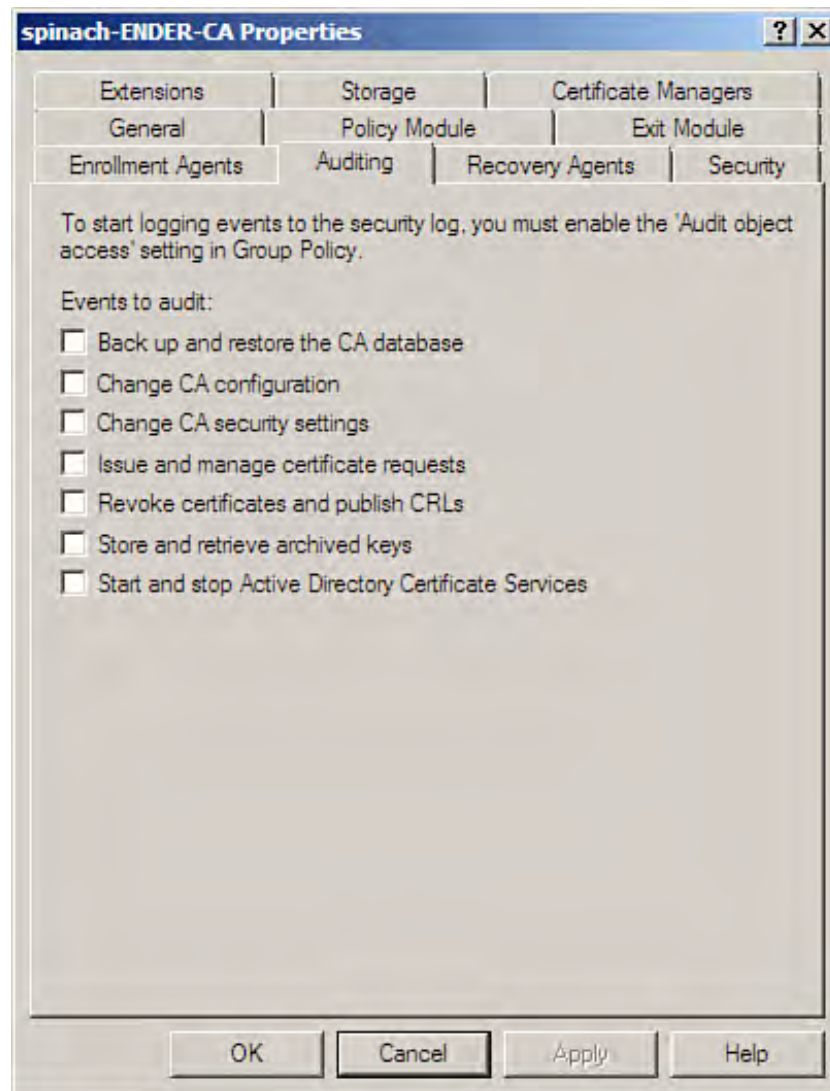 spinach-ENDER-CA Properties
Extensions Storage Certificate Managers
General Policy Module Exit Module
Enrollment Agents Auditing Recovery Agents Security
To start logging events to the security log, you must enable the 'Audit object
access' setting in Group Policy.
Events to audit:
Back up and restore the CA database
Change CA configuration
Change CA security settings
Issue and manage certificate requests
Revoke certificates and publish CRLs
Store and retrieve archived keys
Start and stop Active Directory Certificate Services
OK Cancel Apply Help